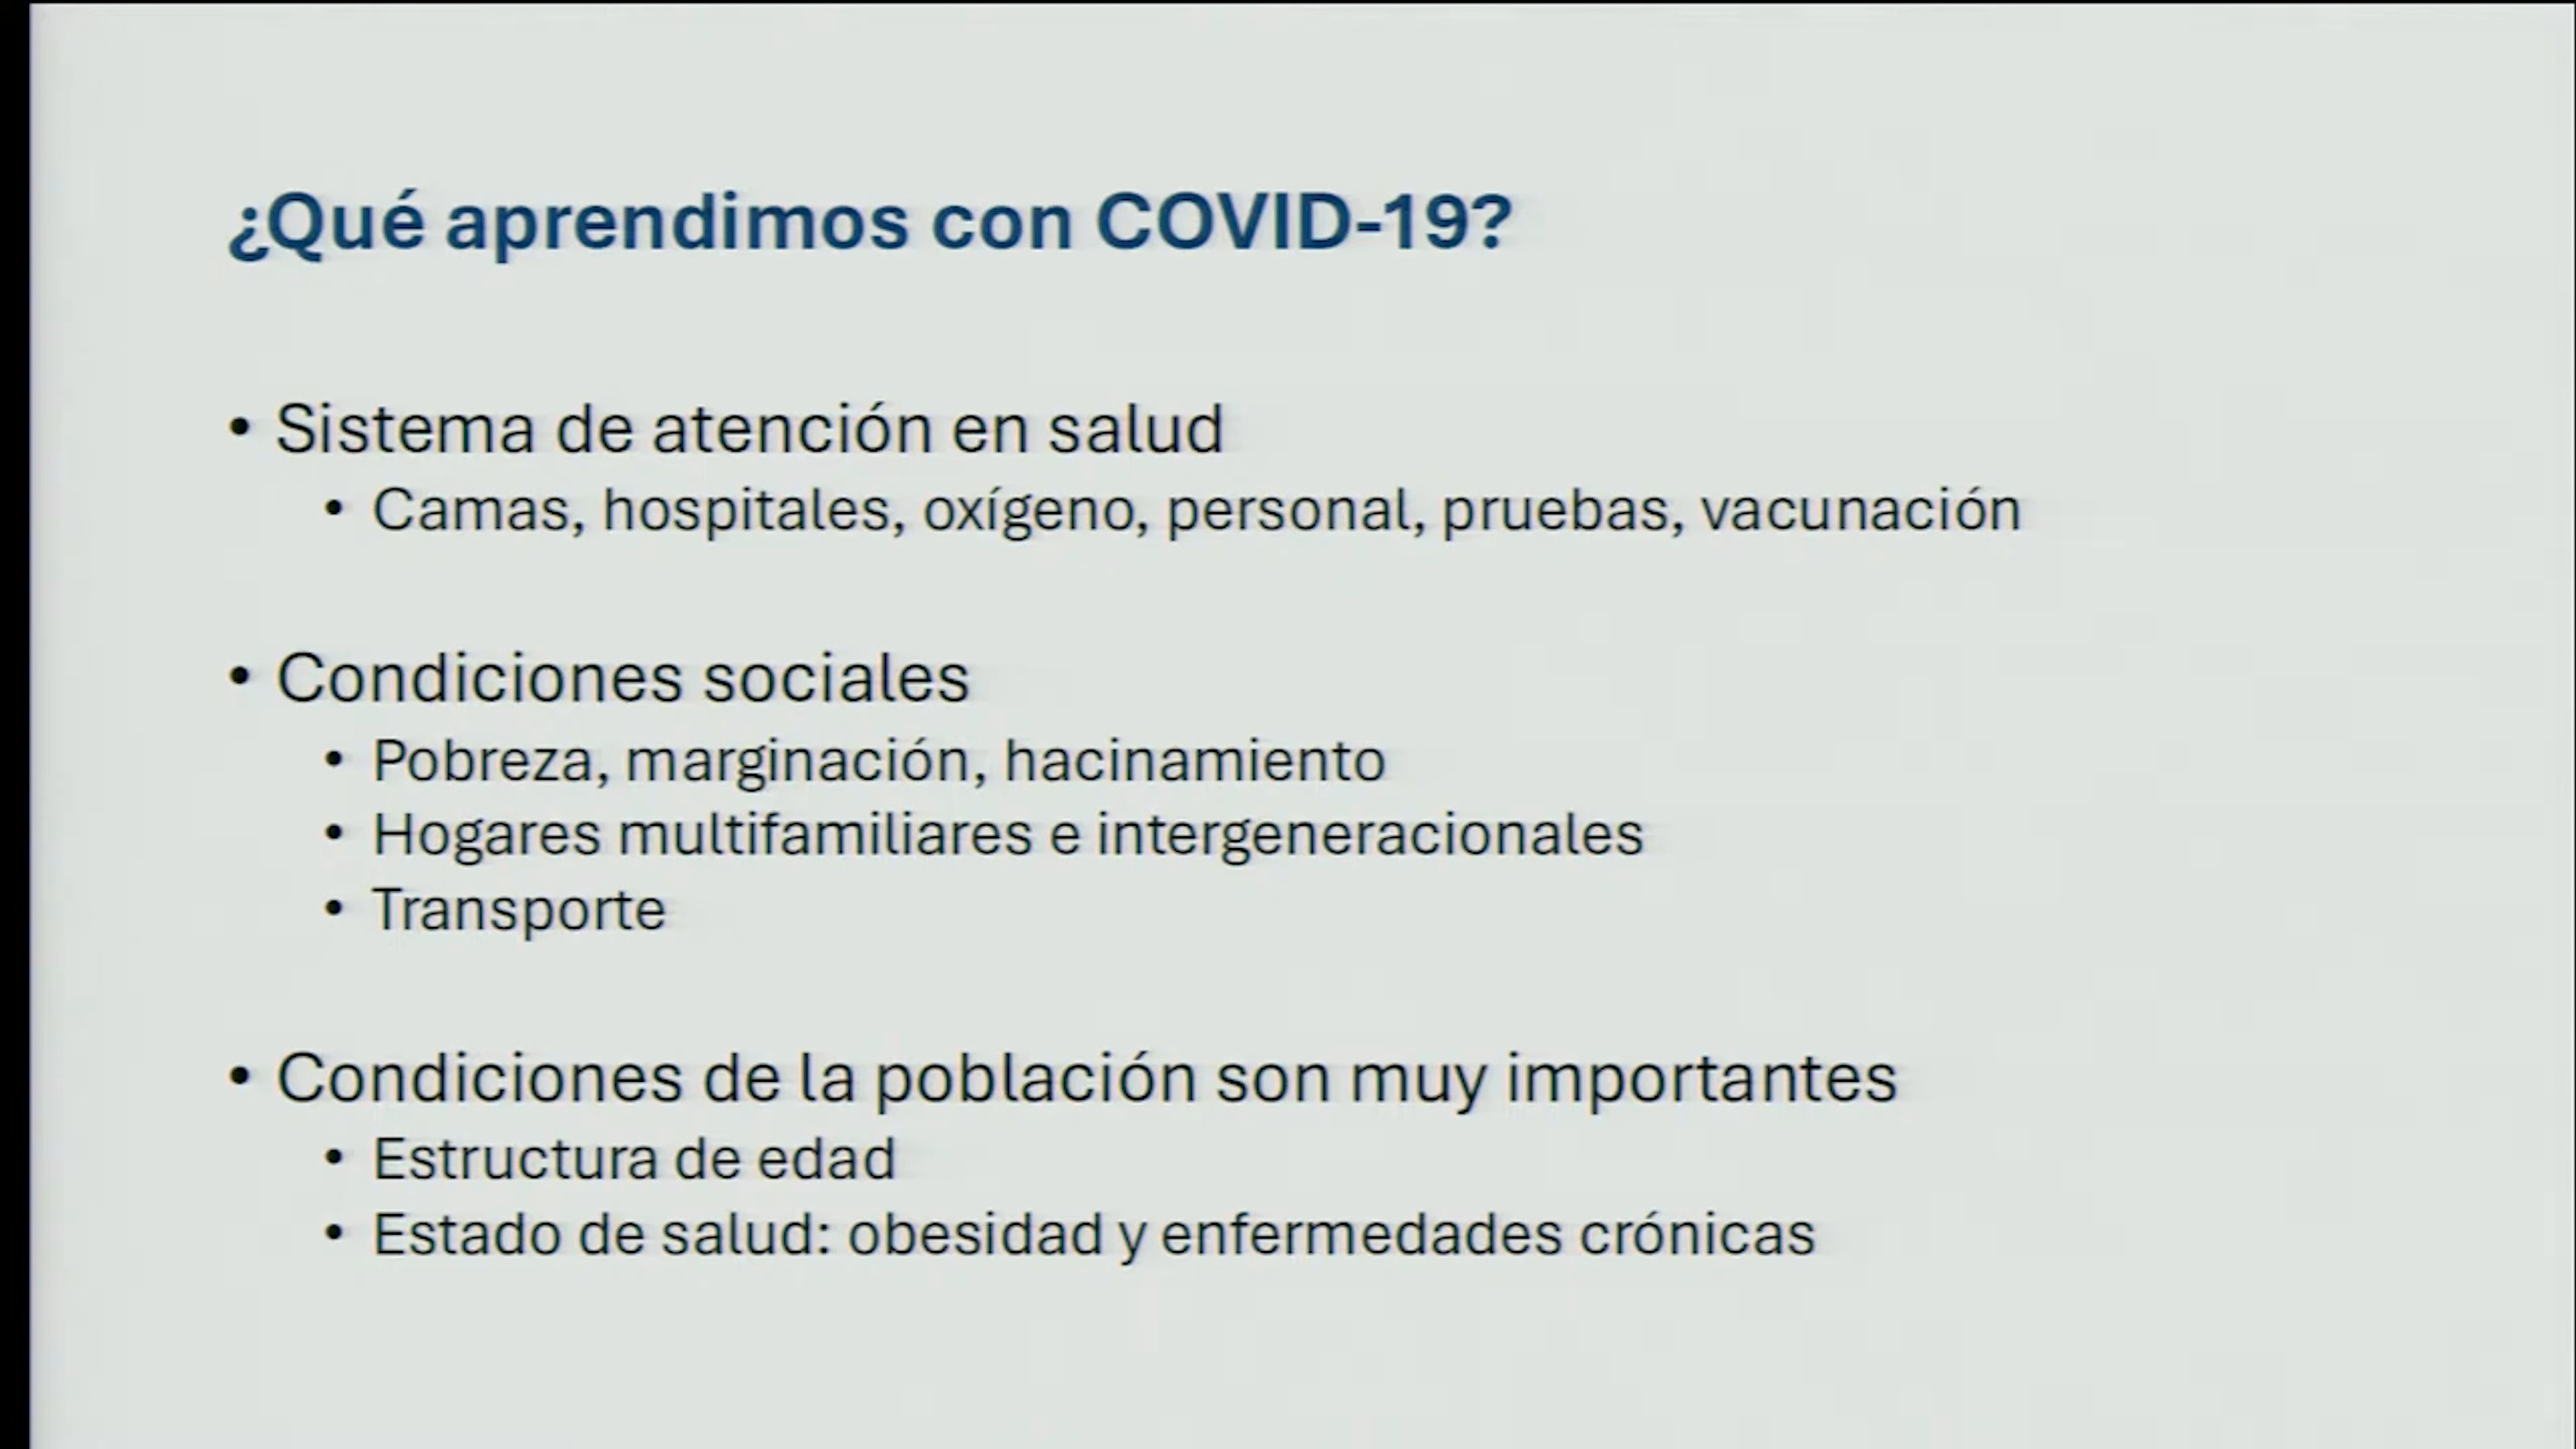 ¿Qué aprendimos con COVID-19?
• Sistema de atención en salud
• Camas, hospitales, oxígeno, personal, pruebas, vacunación
• Condiciones sociales
• Pobreza, marginación, hacinamiento
• Hogares multifamiliares e intergeneracionales
• Transporte
• Condiciones de la población son muy importantes
• Estructura de edad
• Estado de salud: obesidad y enfermedades crónicas